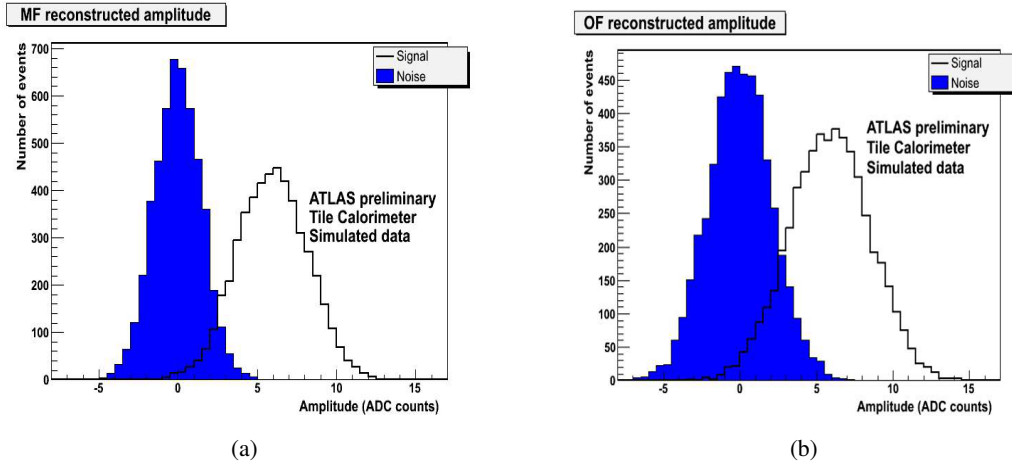 MF reconstructed amplitude
Number of events
700
600
500
400
300
200
100
0
Signal
Noise
ATLAS preliminary
Tile Calorimeter
Simulated data
-5
0
5
10
15
Amplitude (ADC counts)
(a)
OF reconstructed amplitude
Number of events
450
400
350
300
250
200
150
100
50
0
Signal
Noise
ATLAS preliminary
Tile Calorimeter
Simulated data
-5
0
5
10
15
Amplitude (ADC counts)
(b)